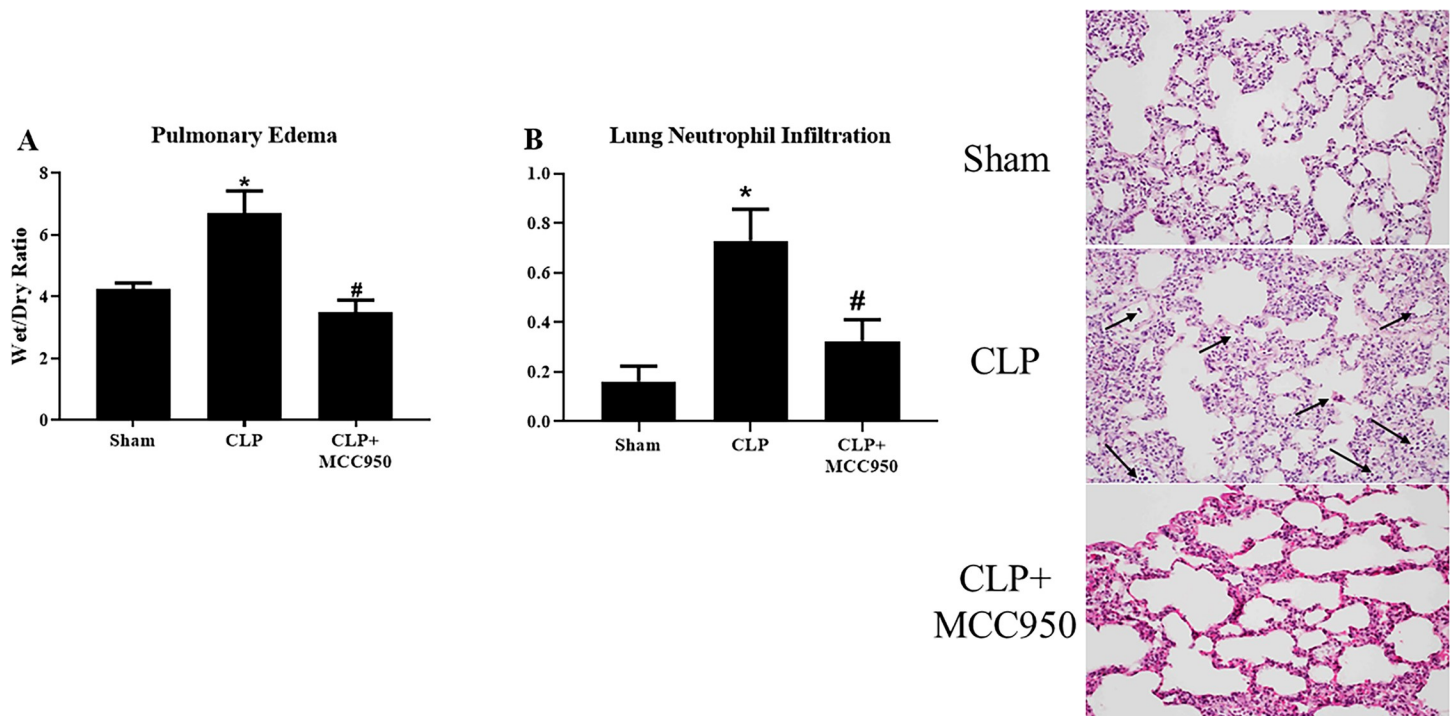 A
Pulmonary Edema
Wet/Dry Ratio
8
6
4
2
0
*
#
Sham
CLP
CLP+
MCC950
B
Lung Neutrophil Infiltration
1.0
0.8
0.6
0.4
0.2
0.0
*
#
Sham
CLP
CLP+
MCC950
Sham
CLP
CLP+
MCC950